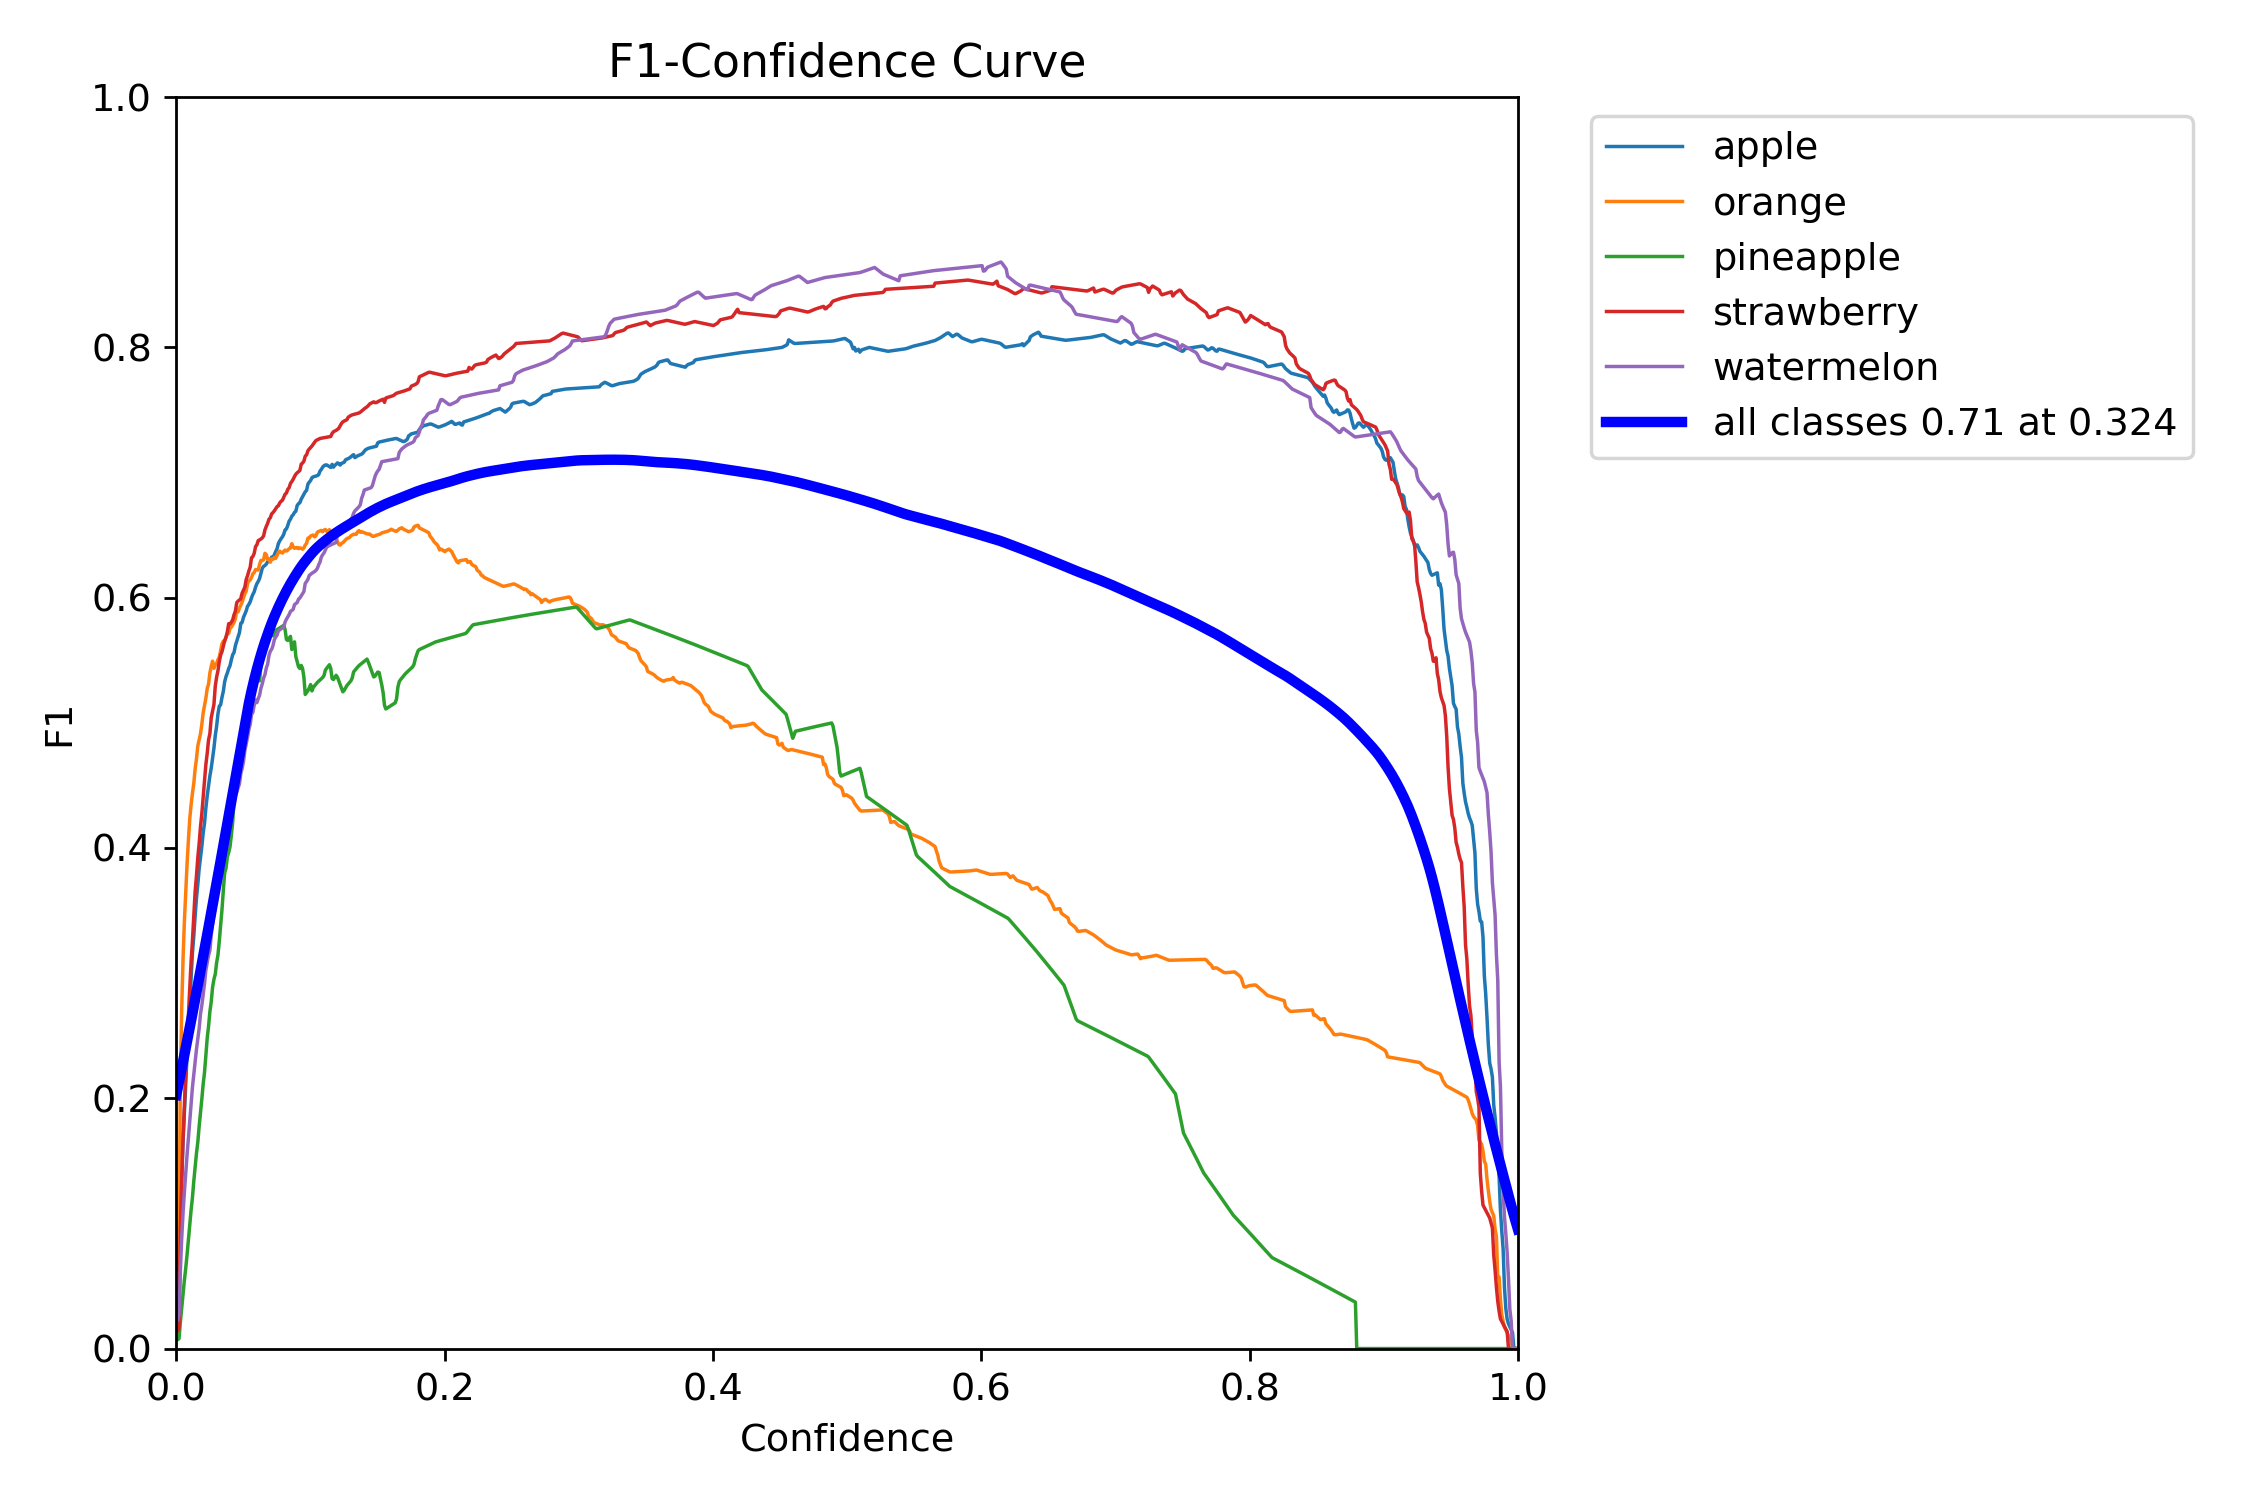 F1-Confidence Curve
1.0
0.8
0.6
0.4
0.2
0.0
F1
0.0 0.2 0.4 0.6 0.8 1.0
Confidence
apple
orange
pineapple
strawberry
watermelon
all classes 0.71 at 0.324